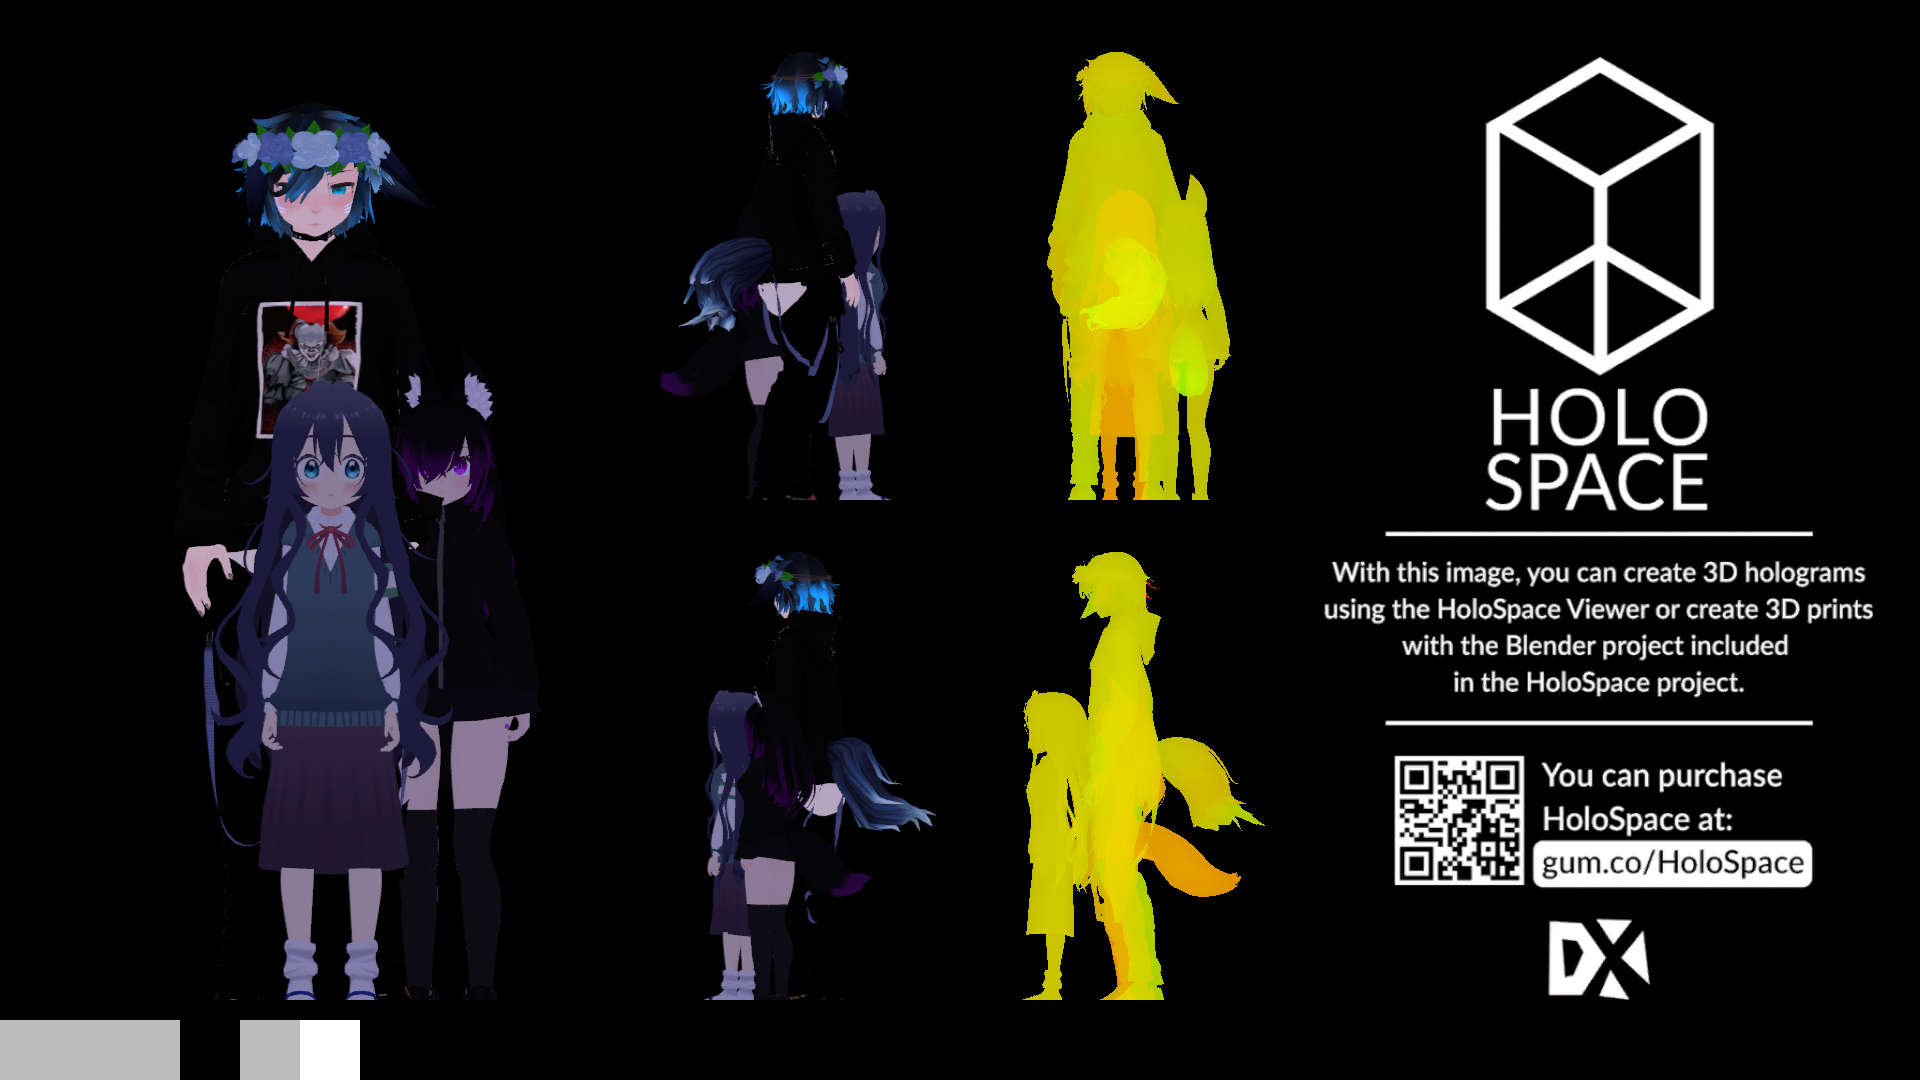 HOLO
SPACE
With this image, you can create 3D holograms
using the HoloSpace Viewer or create 3D prints
with the Blender project included
in the HoloSpace project.
You can purchase
HoloSpace at:
gum.co/HoloSpace
DX